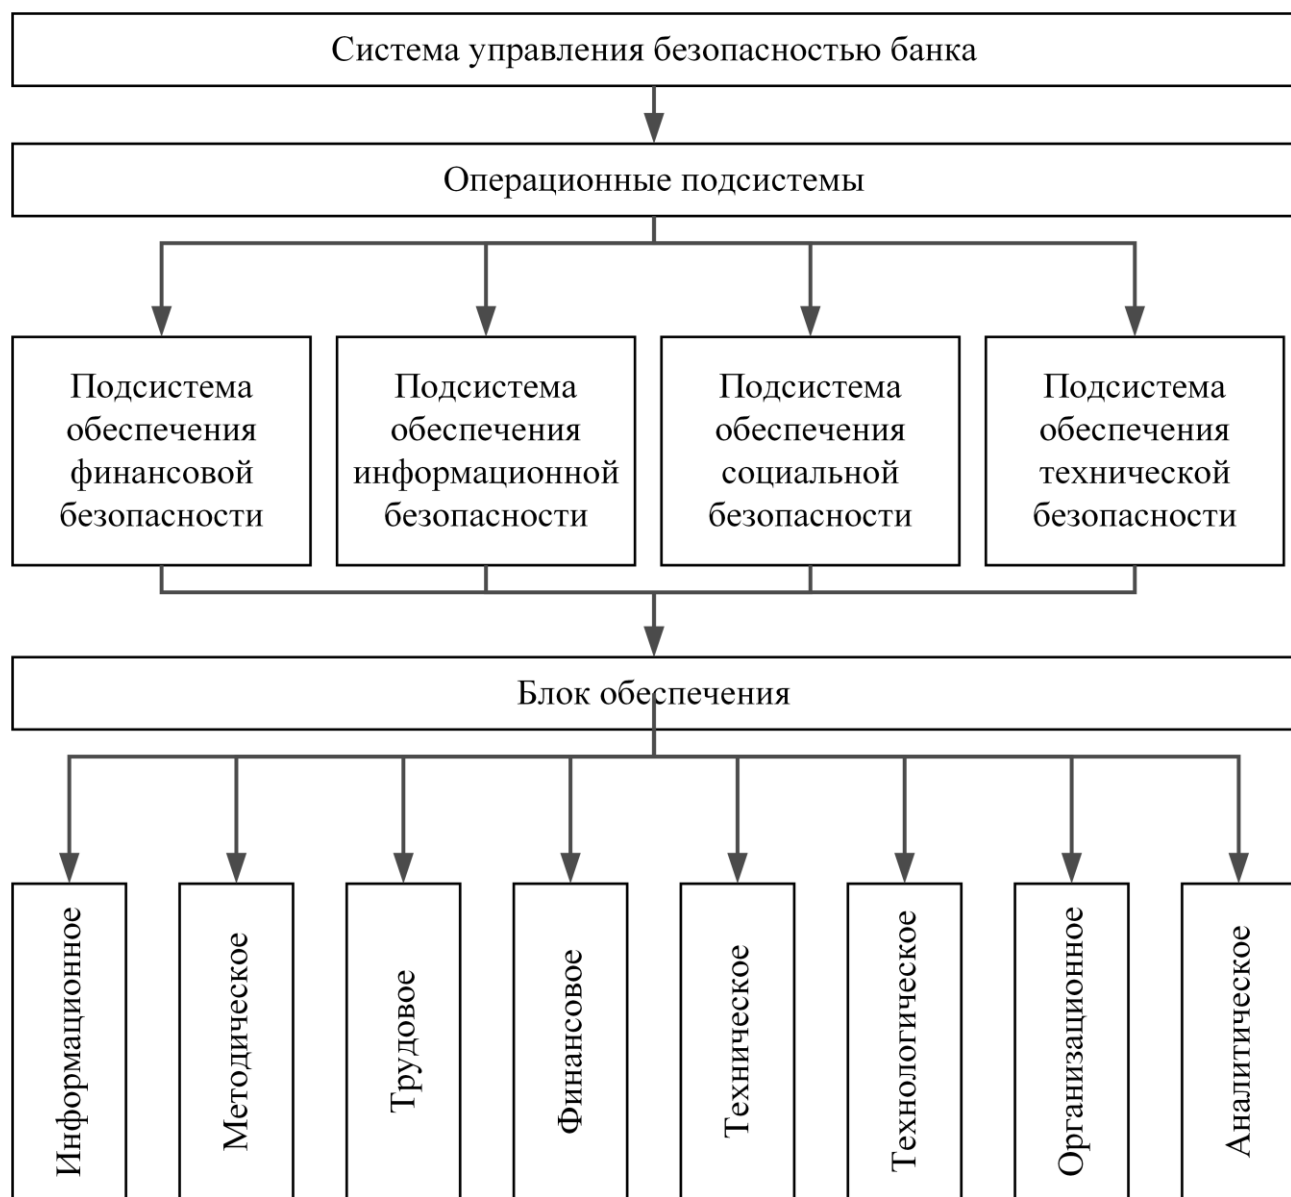 Система управления безопасностью банка
Операционные подсистемы
Подсистема
обеспечения
финансовой
безопасности
Подсистема
обеспечения
информационной
безопасности
Подсистема
обеспечения
социальной
безопасности
Подсистема
обеспечения
технической
безопасности
Блок обеспечения
Информационное
Методическое
Трудовое
Финансовое
Техническое
Технологическое
Организационное
Аналитическое